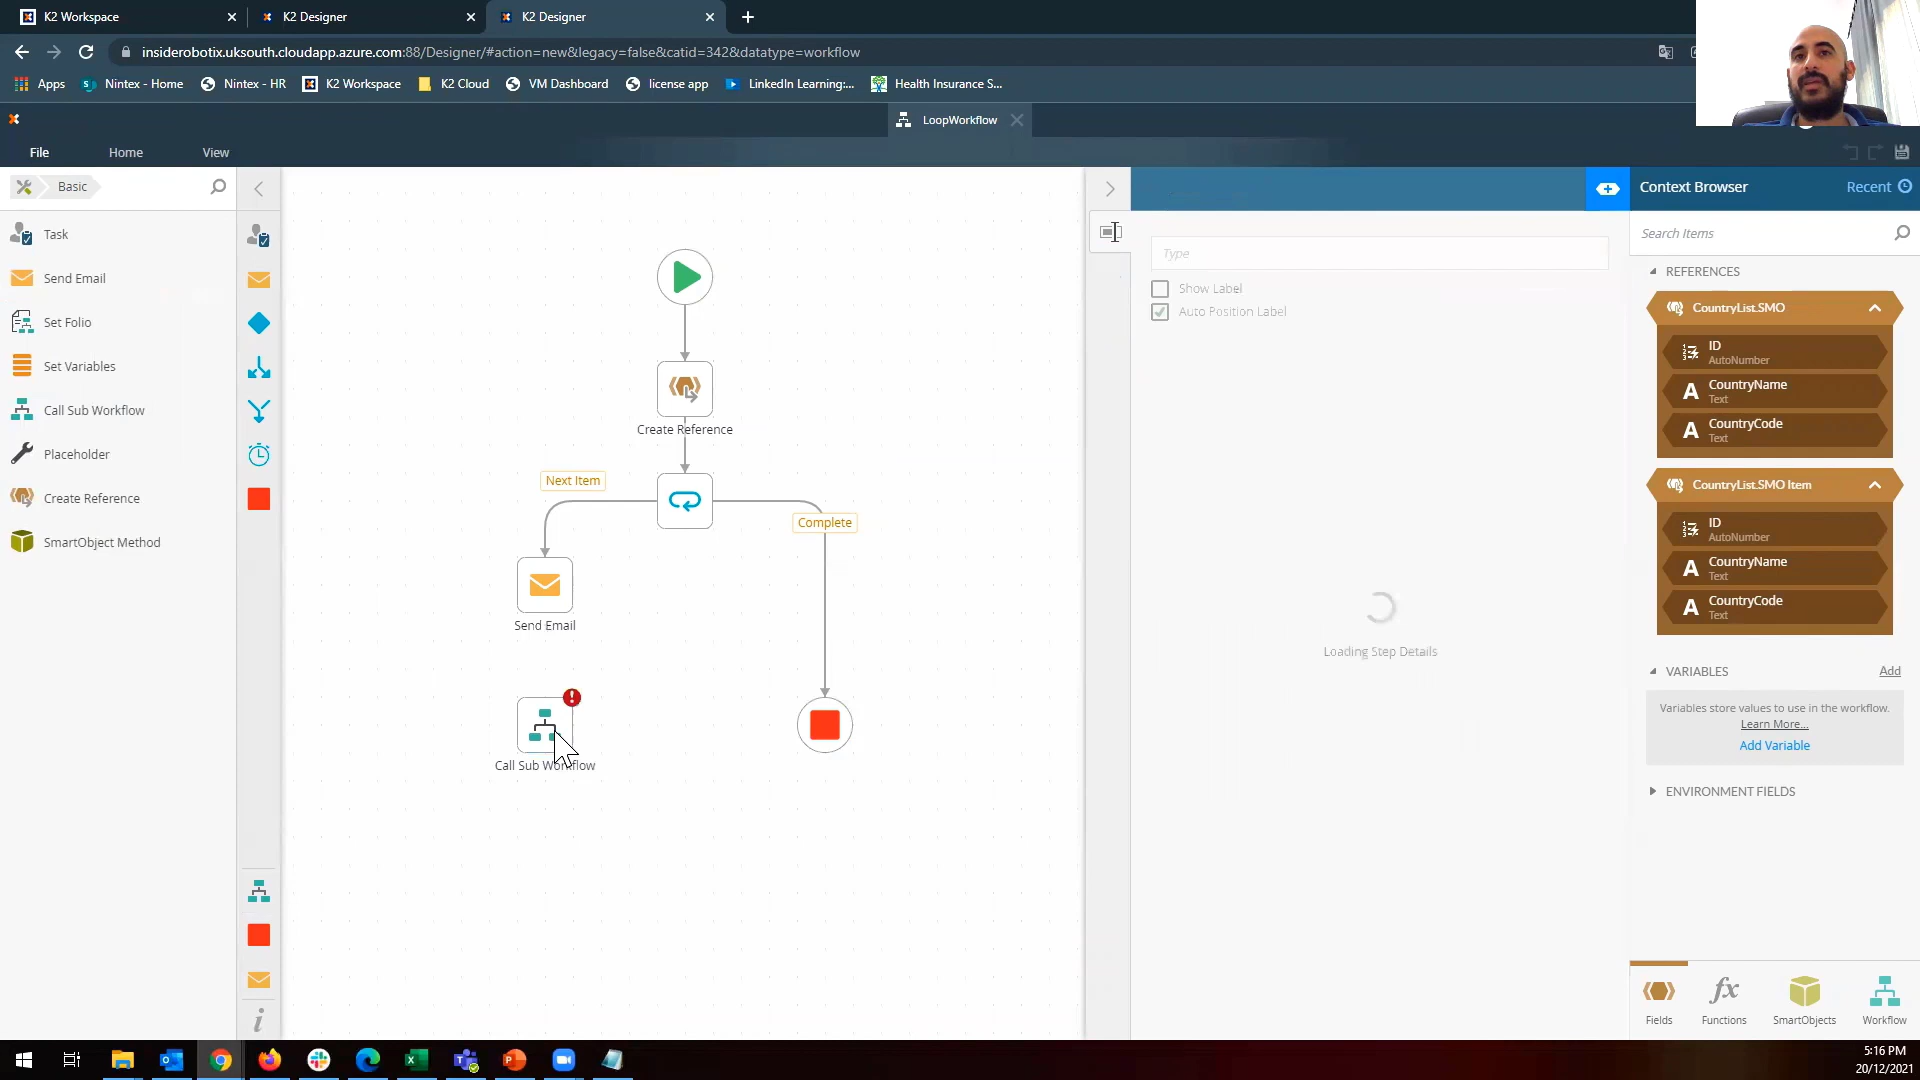 K2 Workspace
K2 Designer
K2 Designer
insiderobotix.uksouth.cloudapp.azure.com:88/Designer/#action=new&legacy=false&catid=342&datatype=workflow
Apps
Nintex - Home
Nintex - HR
K2 Workspace
K2 Cloud
VM Dashboard
license app
LinkedIn Learning:...
Health Insurance S...
LoopWorkflow
File
Home
View
Basic
Task
Send Email
Set Folio
Set Variables
Call Sub Workflow
Placeholder
Create Reference
SmartObject Method
Create Reference
Next Item
Complete
Send Email
Call Sub Workflow
Type
Show Label
Auto Position Label
Loading Step Details
Context Browser
Recent
Search Items
REFERENCES
CountryList.SMO
ID
AutoNumber
CountryName
Text
CountryCode
Text
CountryList.SMO Item
ID
AutoNumber
CountryName
Text
CountryCode
Text
VARIABLES
Add
Variables store values to use in the workflow.
Learn More...
Add Variable
ENVIRONMENT FIELDS
Fields
Functions
SmartObjects
Workflow
5:16 PM
20/12/2021